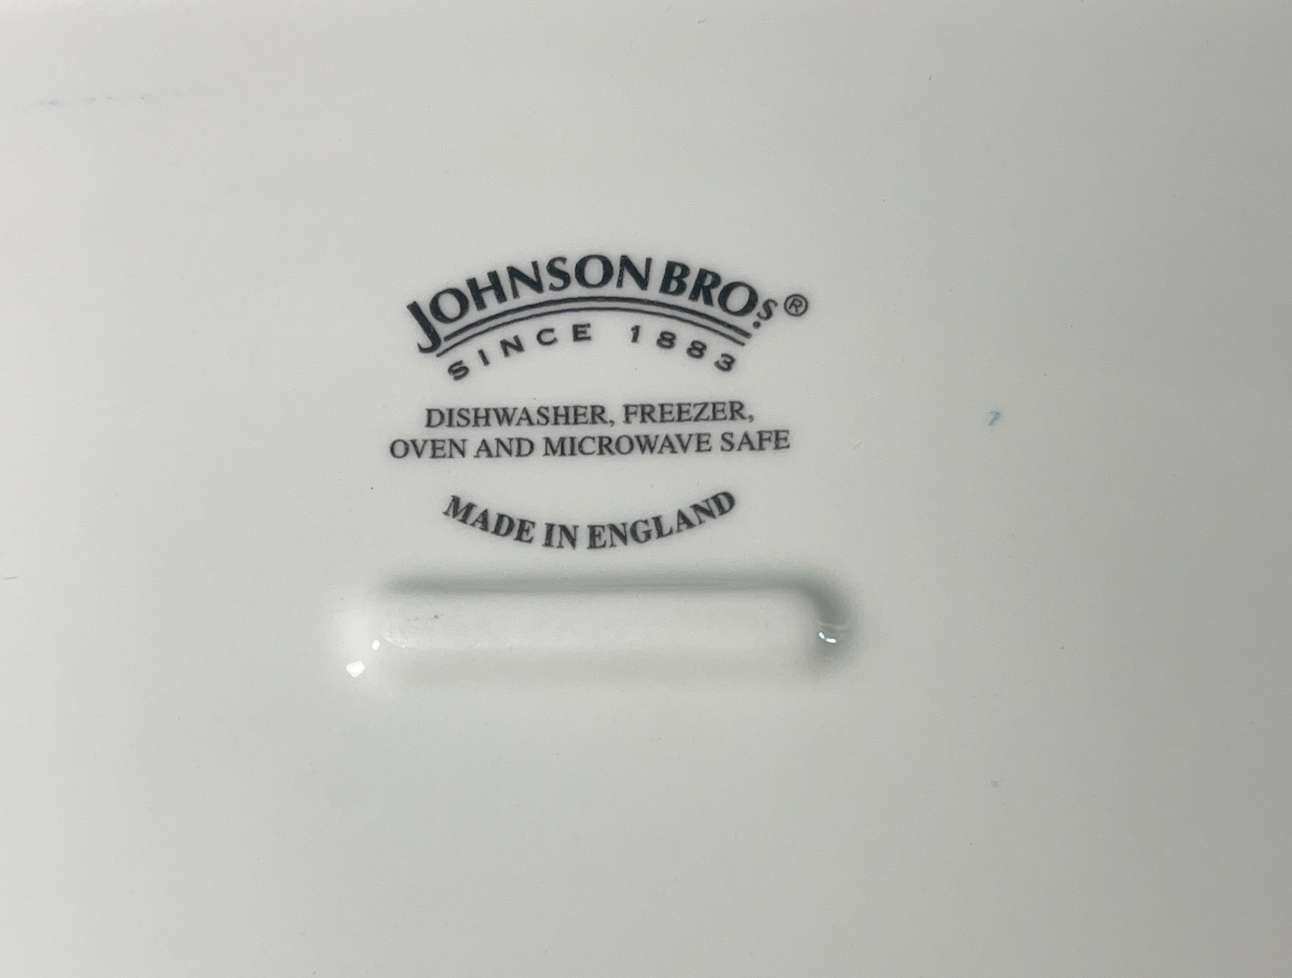 JOHNSON BROS.®
SINCE 1883
DISHWASHER, FREEZER,
OVEN AND MICROWAVE SAFE
MADE IN ENGLAND